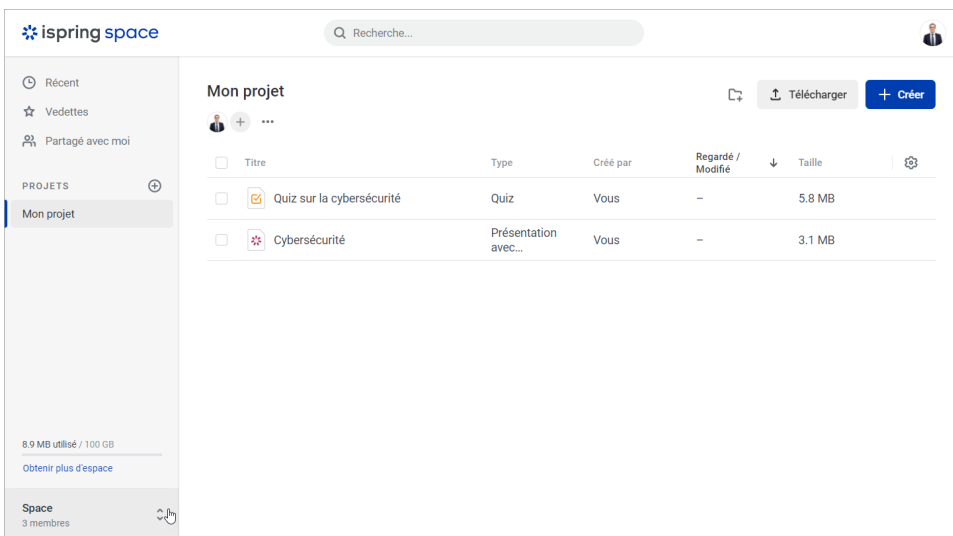 ispring space
Recherche...
Récent
Vedettes
Partagé avec moi
PROJETS
Mon projet
8.9 MB utilisé / 100 GB
Obtenir plus d'espace
Space
3 membres
Mon projet
Télécharger
+ Créer
Titre
Type
Créé par
Regardé /
Modifié
Taille
Quiz sur la cybersécurité
Quiz
Vous
–
5.8 MB
Cybersécurité
Présentation
avec...
Vous
–
3.1 MB